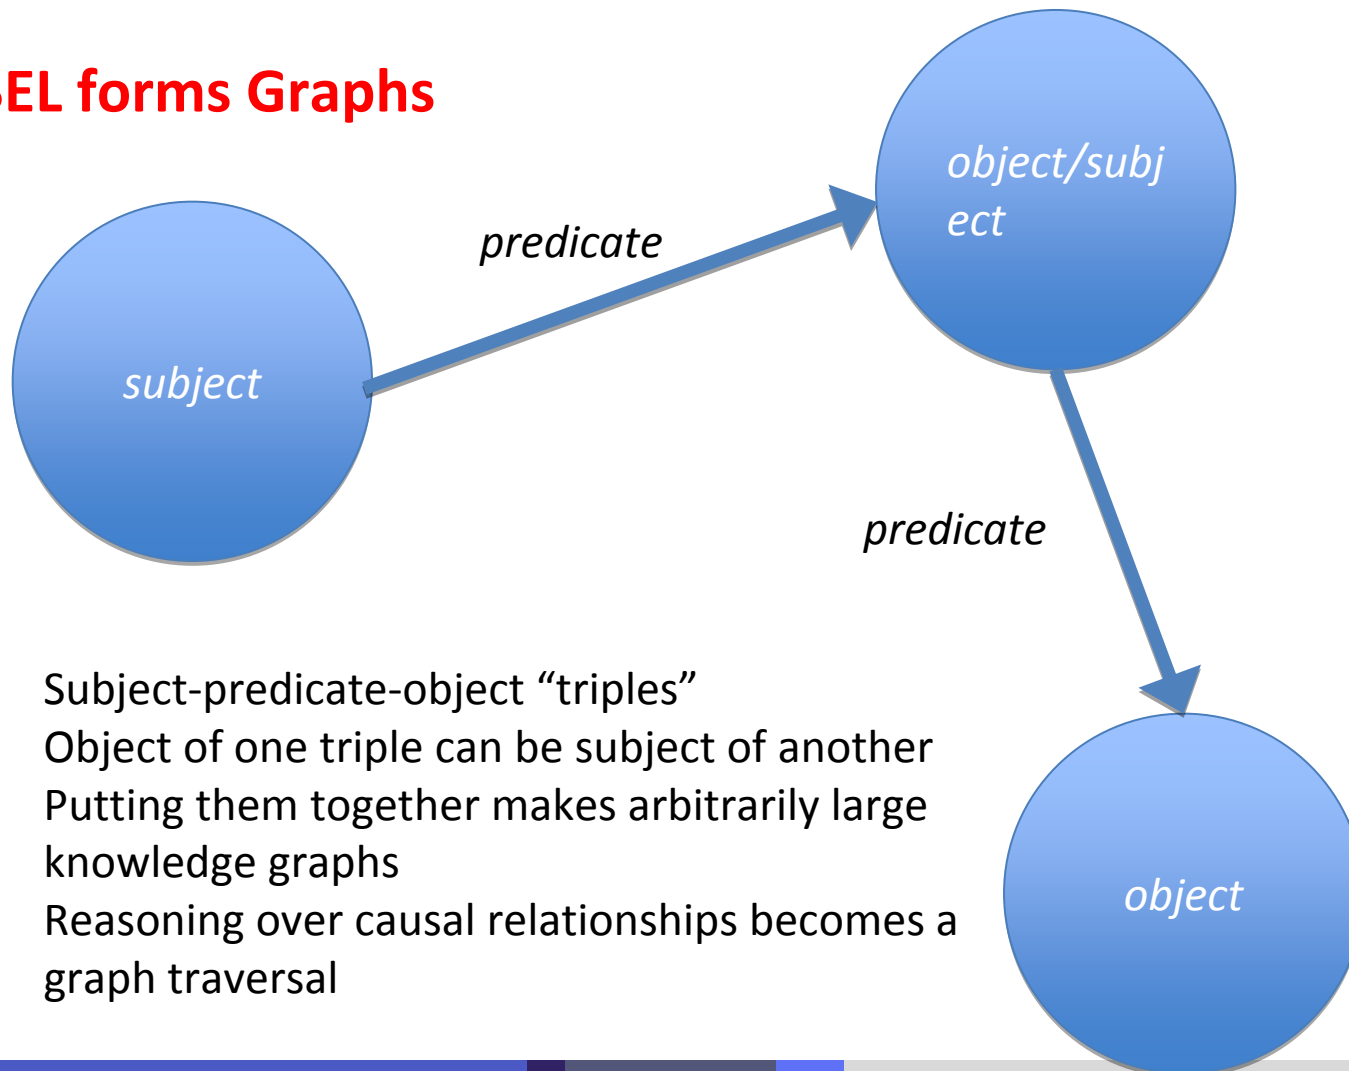 EL forms Graphs
object/subj
ect
predicate
subject
predicate
Subject-predicate-object “triples”
Object of one triple can be subject of another
Putting them together makes arbitrarily large
knowledge graphs
Reasoning over causal relationships becomes a
graph traversal
object